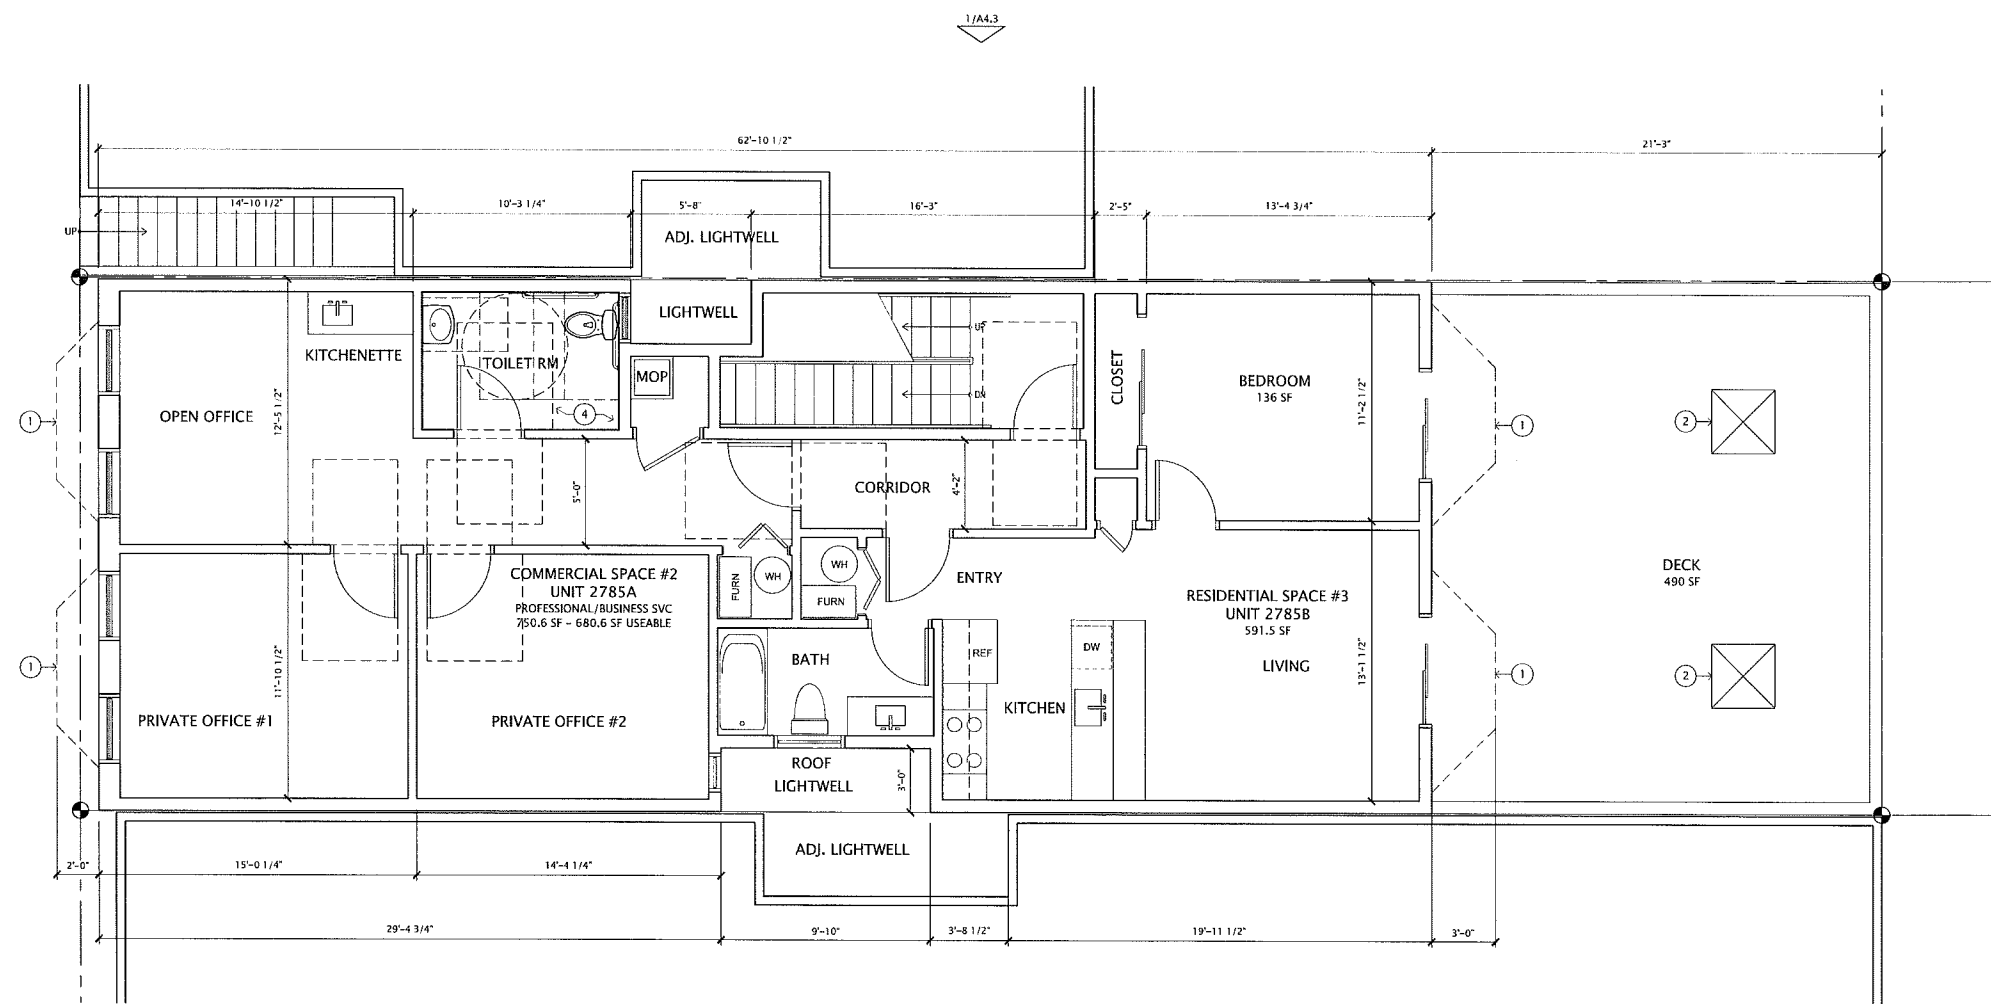 1/A4.3
62'-10 1/2"
21'-3"
14'-10 1/2"
10'-3 1/4"
5'-8"
16'-3"
2'-5"
13'-4 3/4"
UP
ADJ. LIGHTWELL
LIGHTWELL
KITCHENETTE
TOILET RM
MOP
UP
DN
CLOSET
BEDROOM
136 SF
OPEN OFFICE
12'-5 1/2"
11'-2 1/2"
1
4
1
2
5'-0"
CORRIDOR
4'-2"
COMMERCIAL SPACE #2
UNIT 2785A
PROFESSIONAL/BUSINESS SVC
750.6 SF - 680.6 SF USEABLE
FURN
WH
WH
FURN
ENTRY
RESIDENTIAL SPACE #3
UNIT 2785B
591.5 SF
DECK
490 SF
1
11'-10 1/2"
BATH
REF
DW
LIVING
13'-1 1/2"
1
2
PRIVATE OFFICE #1
PRIVATE OFFICE #2
KITCHEN
ROOF
LIGHTWELL
3'-0"
ADJ. LIGHTWELL
2'-0"
15'-0 1/4"
14'-4 1/4"
29'-4 3/4"
9'-10"
3'-8 1/2"
19'-11 1/2"
3'-0"